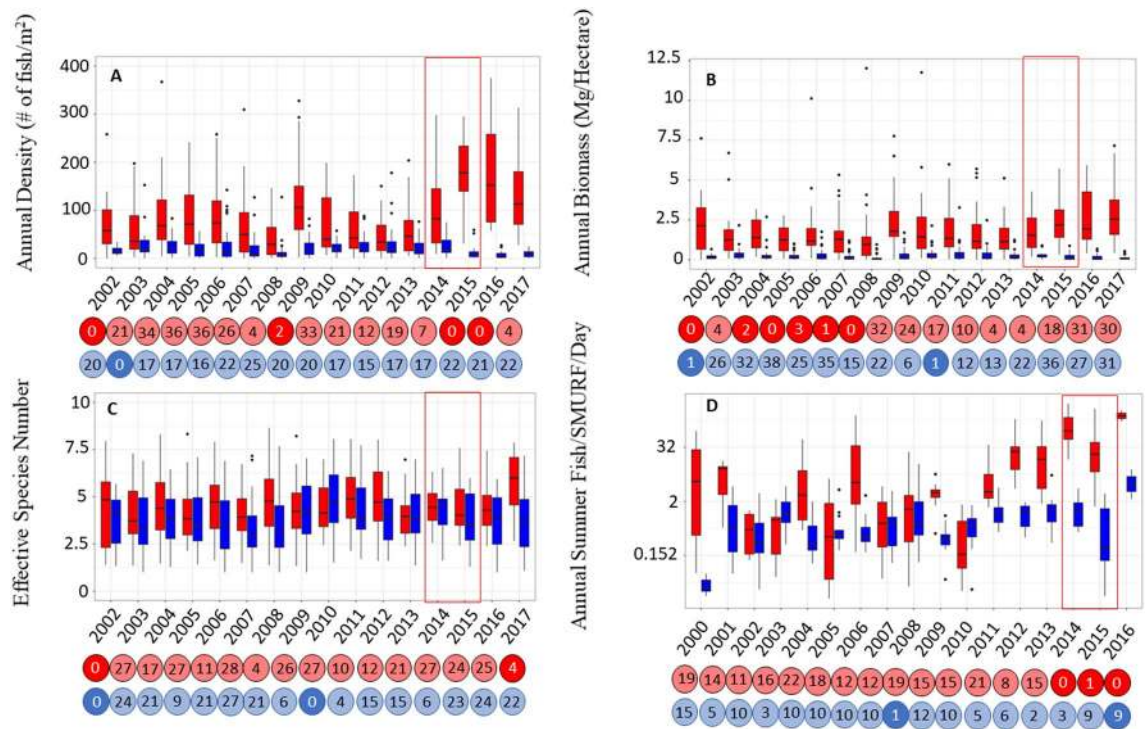 Annual Density (# of fish/m²)
A
400
300
200
100
0
2002 2003 2004 2005 2006 2007 2008 2009 2010 2011 2012 2013 2014 2015 2016 2017
0 21 34 36 36 26 4 2 33 21 12 19 7 0 0 4
20 0 17 17 16 22 25 20 20 17 15 17 17 22 21 22
Annual Biomass (Mg/Hectare)
B
12.5
10
7.5
5
2.5
0
2002 2003 2004 2005 2006 2007 2008 2009 2010 2011 2012 2013 2014 2015 2016 2017
0 4 2 0 3 1 0 32 24 17 10 4 4 18 31 30
1 26 32 38 25 35 15 22 6 1 12 13 22 36 27 31
Effective Species Number
C
10
7.5
5
2.5
0
2002 2003 2004 2005 2006 2007 2008 2009 2010 2011 2012 2013 2014 2015 2016 2017
0 27 17 27 11 28 4 26 27 10 12 21 27 24 25 4
0 24 21 9 21 27 21 6 0 4 15 15 6 23 24 22
Annual Summer Fish/SMURF/Day
D
32
2
0.152
2000 2001 2002 2003 2004 2005 2006 2007 2008 2009 2010 2011 2012 2013 2014 2015 2016
19 14 11 16 22 18 12 12 19 15 15 21 8 15 0 1 0
15 5 10 3 10 10 10 10 1 12 10 5 6 2 3 9 9